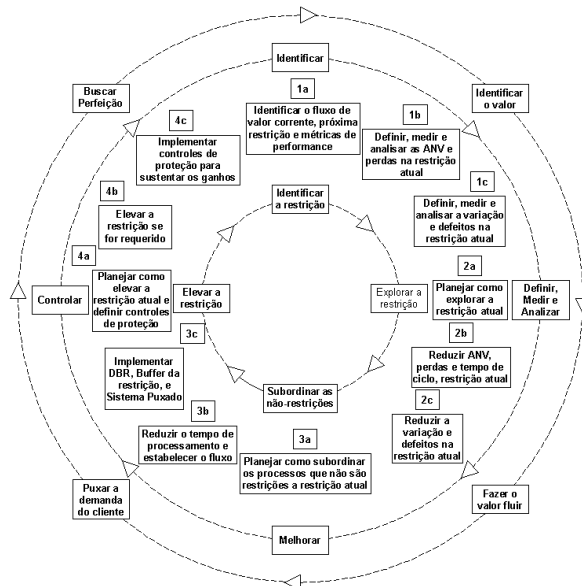 Identificar
Buscar
Perfeição
Identificar
o valor
1a
Identificar o fluxo de
valor corrente, próxima
restrição e métricas de
performance
1b
Definir, medir e
analisar as ANV e
perdas na restrição
atual
4c
Implementar
controles de
proteção para
sustentar os ganhos
1c
Definir, medir e
analisar a variação
e defeitos na
restrição atual
4b
Elevar a
restrição se
for requerido
Identificar
a restrição
4a
Planejar como
elevar a
restrição atual e
definir controles
de proteção
Controlar
Elevar a
restrição
Explorar a
restrição
2a
Planejar como
explorar a
restrição atual
Definir,
Medir e
Analizar
3c
Implementar
DBR, Buffer da
restrição, e
Sistema Puxado
2b
Reduzir ANV,
perdas e tempo de
ciclo, restrição atual
Subordinar as
não-restrições
3b
Reduzir o tempo de
processamento e
estabelecer o fluxo
3a
Planejar como subordinar
os processos que não são
restrições a restrição atual
2c
Reduzir a
variação e
defeitos na
restrição atual
Puxar a
demanda
do cliente
Fazer o
valor fluir
Melhorar